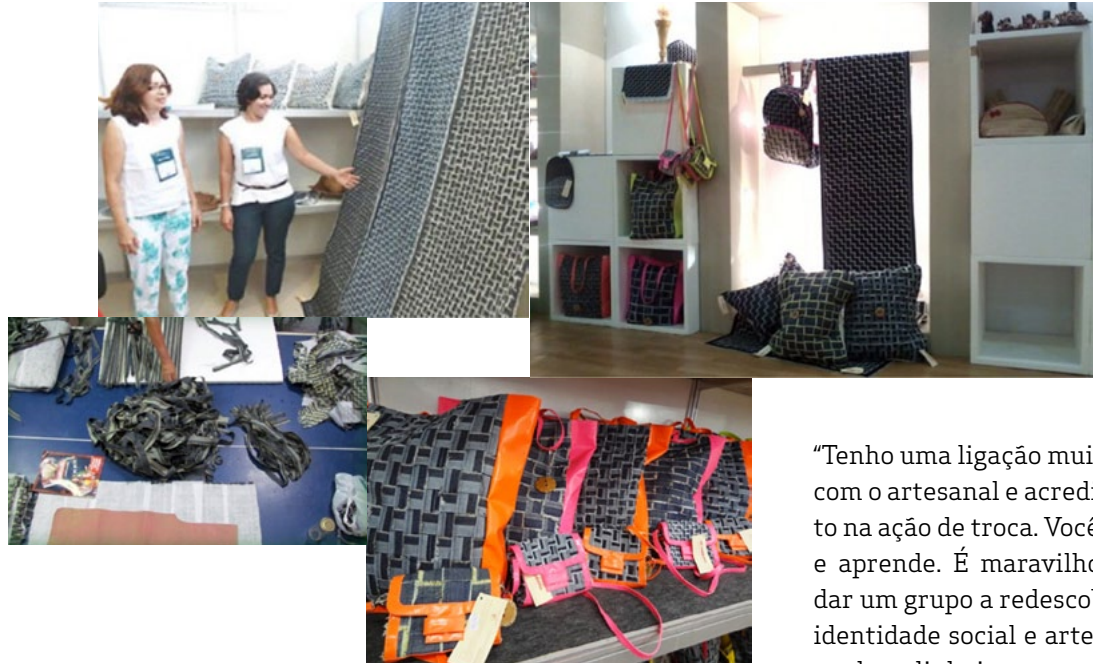 “Tenho uma ligação mui
com o artesanal e acredi
to na ação de troca. Você
e aprende. É maravilho
dar um grupo a redescob
identidade social e arte